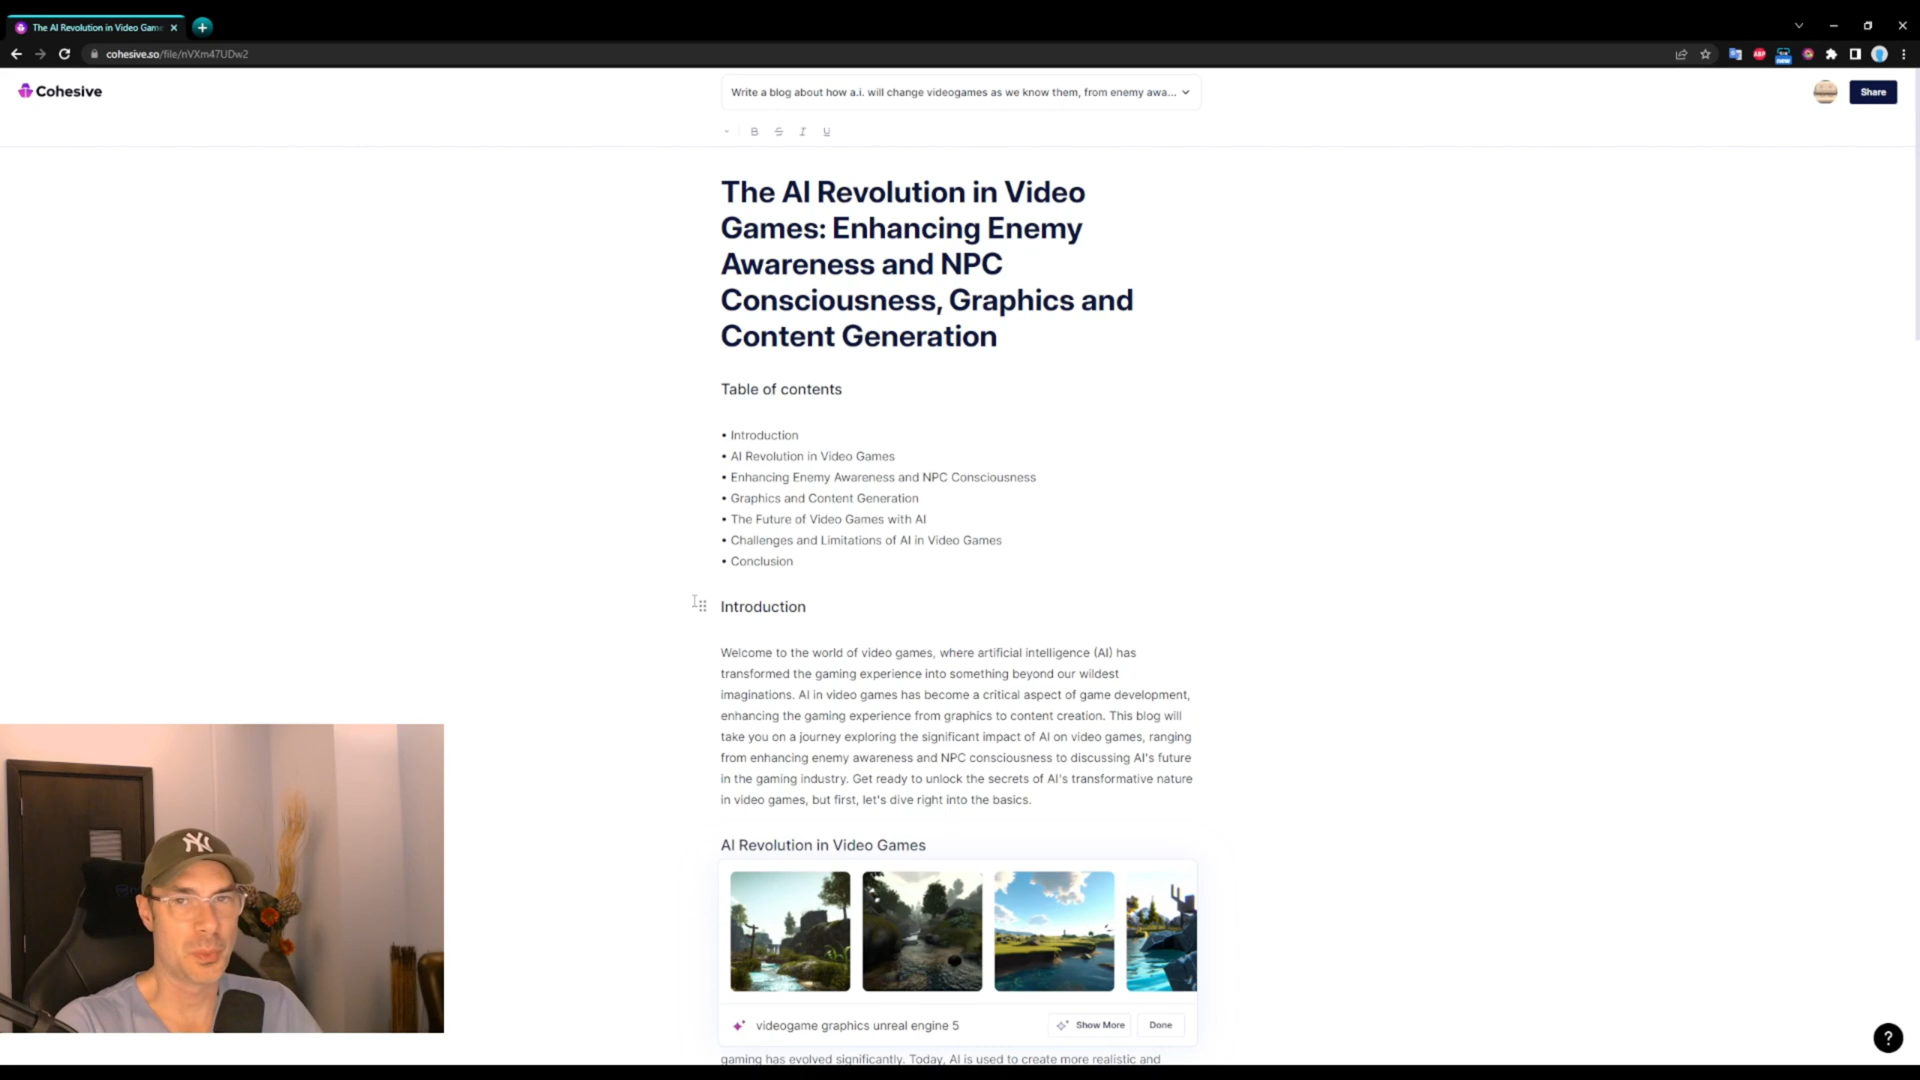 The AI Revolution in Video Gam
cohesive.so/file/nVXm47UDw2
ABP
new
Cohesive
Write a blog about how a.i. will change videogames as we know them, from enemy awa...
Share
B S I U
The AI Revolution in Video
Games: Enhancing Enemy
Awareness and NPC
Consciousness, Graphics and
Content Generation
Table of contents
• Introduction
• AI Revolution in Video Games
• Enhancing Enemy Awareness and NPC Consciousness
• Graphics and Content Generation
• The Future of Video Games with AI
• Challenges and Limitations of AI in Video Games
• Conclusion
Introduction
Welcome to the world of video games, where artificial intelligence (AI) has
transformed the gaming experience into something beyond our wildest
imaginations. AI in video games has become a critical aspect of game development,
enhancing the gaming experience from graphics to content creation. This blog will
take you on a journey exploring the significant impact of AI on video games, ranging
from enhancing enemy awareness and NPC consciousness to discussing AI's future
in the gaming industry. Get ready to unlock the secrets of AI's transformative nature
in video games, but first, let's dive right into the basics.
AI Revolution in Video Games
videogame graphics unreal engine 5
Show More
Done
gaming has evolved significantly. Today, AI is used to create more realistic and
NY
?